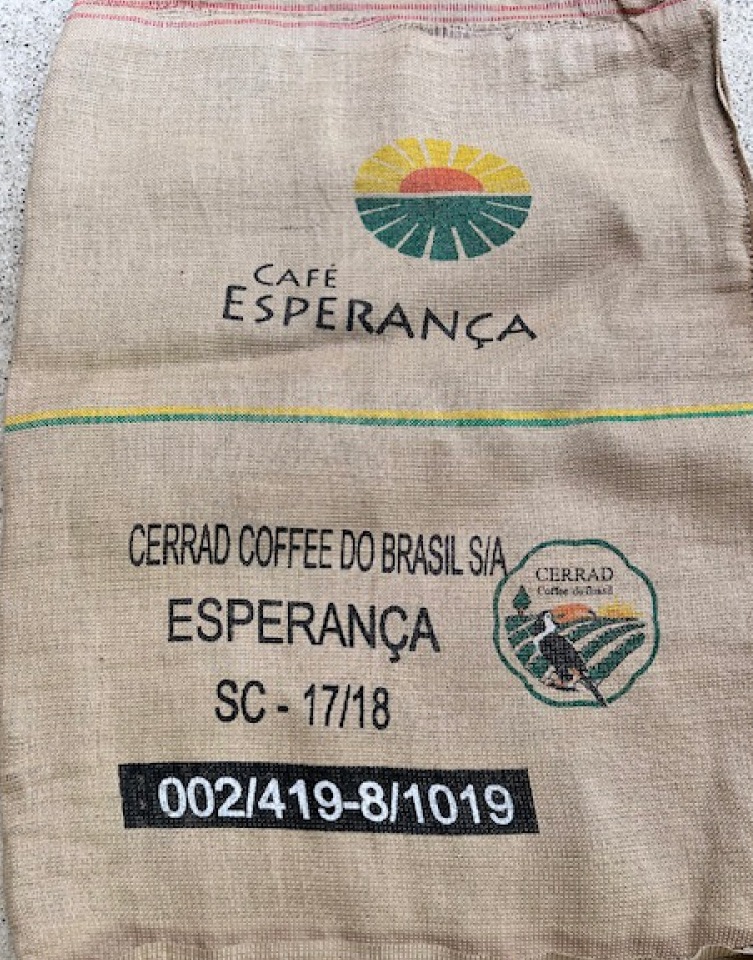 CAFÉ
ESPERANÇA
CERRAD COFFEE DO BRASIL S/A
CERRAD
Coffee do Brasil
ESPERANÇA
SC - 17/18
002/419-8/1019